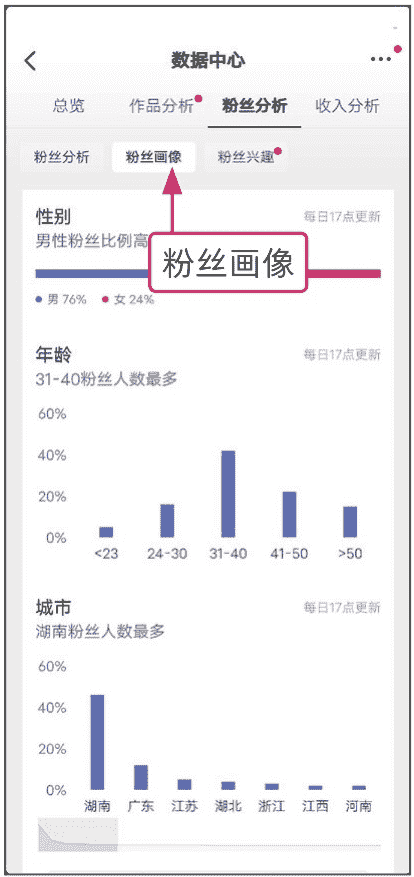 数据中心
总览 作品分析 粉丝分析 收入分析
粉丝分析 粉丝画像 粉丝兴趣
性别 每日17点更新
男性粉丝比例高
粉丝画像
男 76% 女 24%
年龄 每日17点更新
31-40粉丝人数最多
60%
40%
20%
0%
<23 24-30 31-40 41-50 >50
城市 每日17点更新
湖南粉丝人数最多
60%
40%
20%
0%
湖南 广东 江苏 湖北 浙江 江西 河南